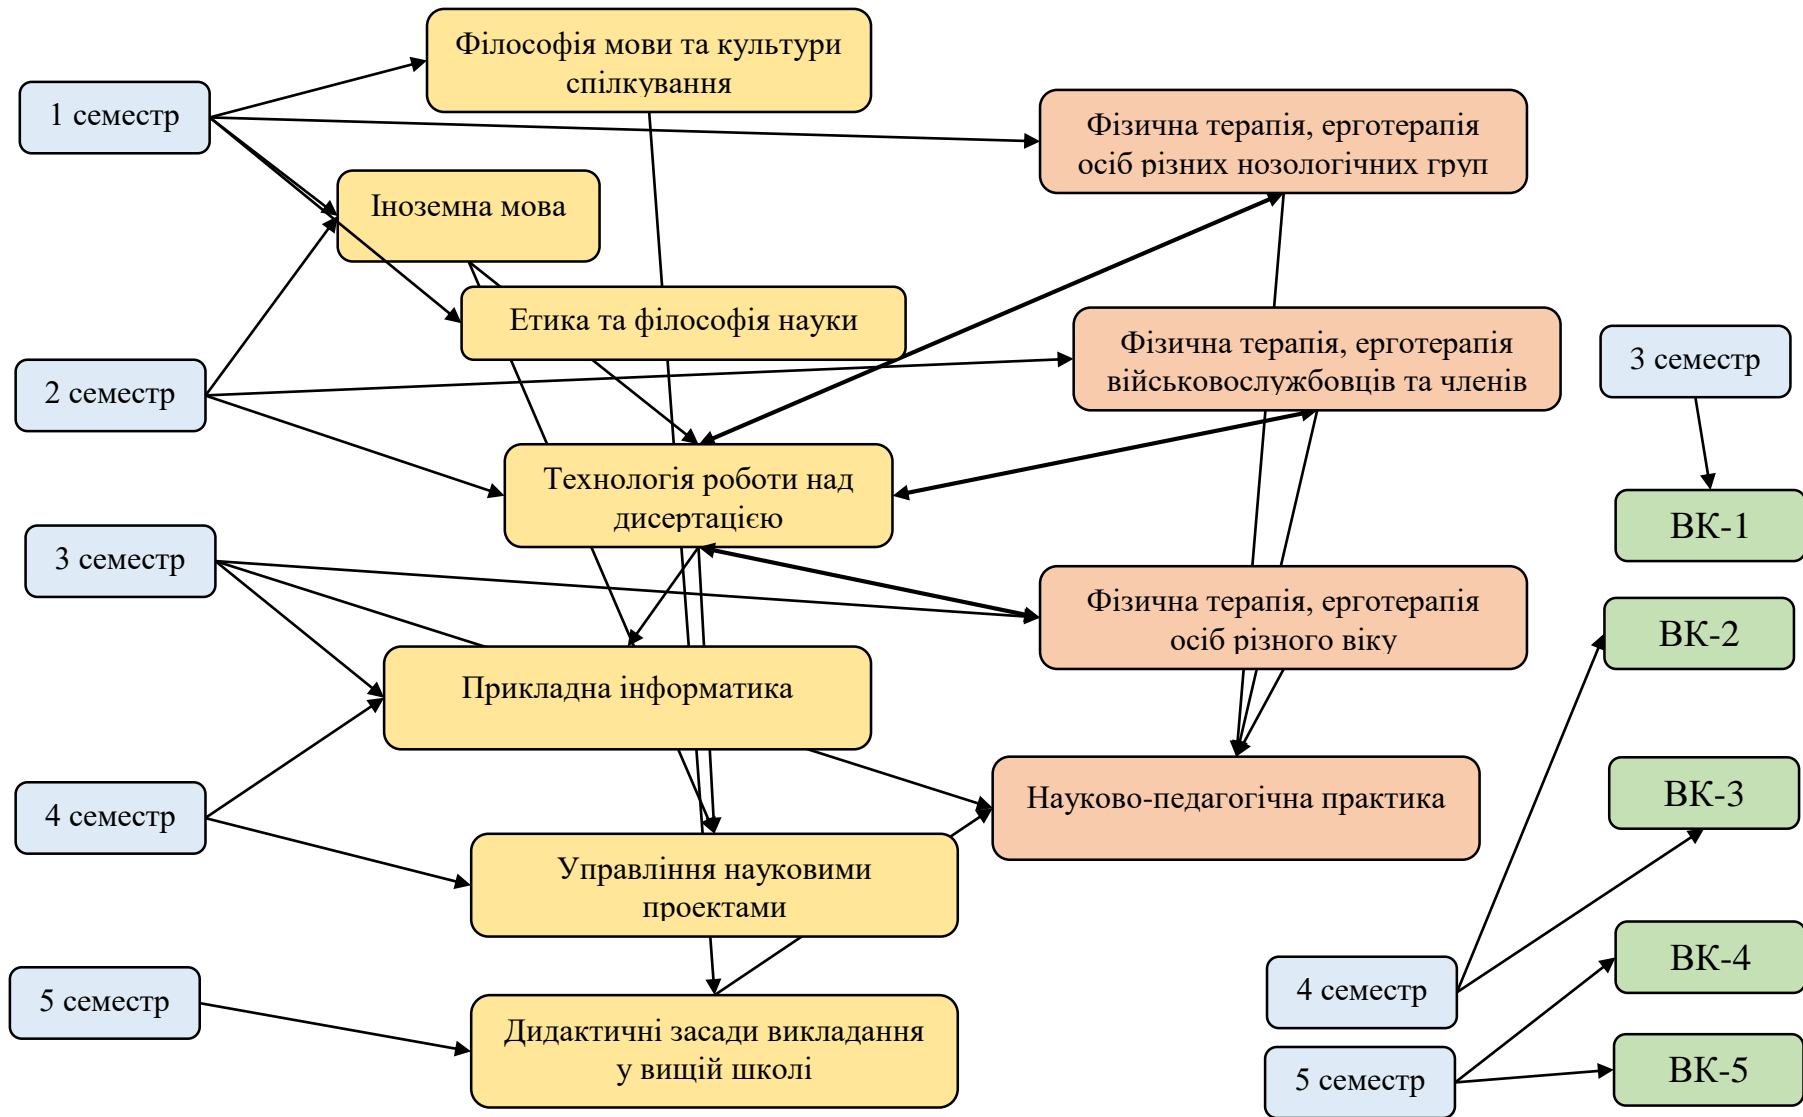 Філософія мови та культури
спілкування
1 семестр
Фізична терапія, ерготерапія
осіб різних нозологічних груп
Іноземна мова
Етика та філософія науки
2 семестр
Фізична терапія, ерготерапія
військовослужбовців та членів
3 семестр
Технологія роботи над
дисертацією
ВК-1
3 семестр
Фізична терапія, ерготерапія
осіб різного віку
ВК-2
Прикладна інформатика
4 семестр
Науково-педагогічна практика
ВК-3
Управління науковими
проектами
ВК-4
5 семестр
4 семестр
Дидактичні засади викладання
у вищій школі
5 семестр
ВК-5